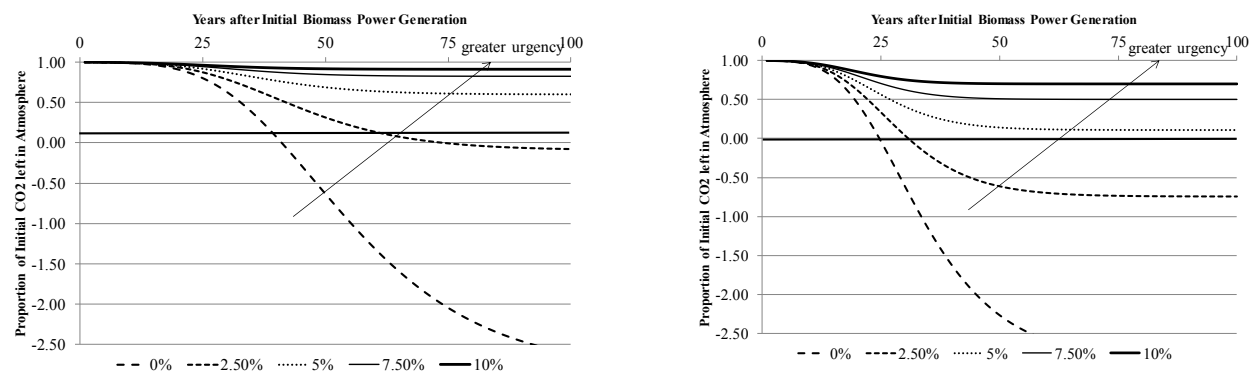 Years after Initial Biomass Power Generation
0 25 50 75 100
greater urgency
Proportion of Initial CO2 left in Atmosphere
1.00
0.50
0.00
-0.50
-1.00
-1.50
-2.00
-2.50
0% 2.50% 5% 7.50% 10%
Years after Initial Biomass Power Generation
0 25 50 75 100
greater urgency
Proportion of Initial CO2 left in Atmosphere
1.00
0.50
0.00
-0.50
-1.00
-1.50
-2.00
-2.50
0% 2.50% 5% 7.50% 10%